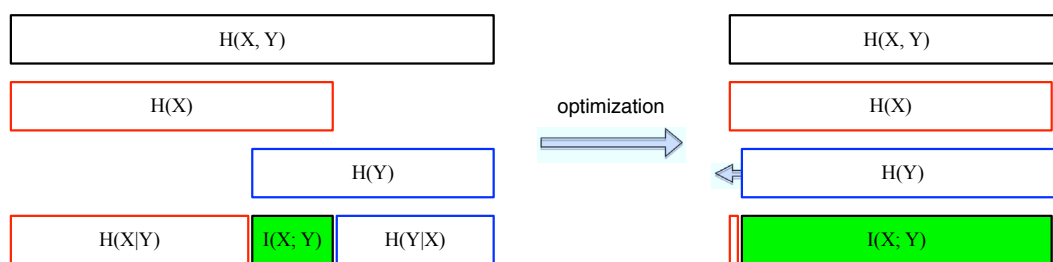 H(X, Y)
H(X)
H(Y)
H(X|Y)
I(X; Y)
H(Y|X)
optimization
H(X, Y)
H(X)
H(Y)
I(X; Y)